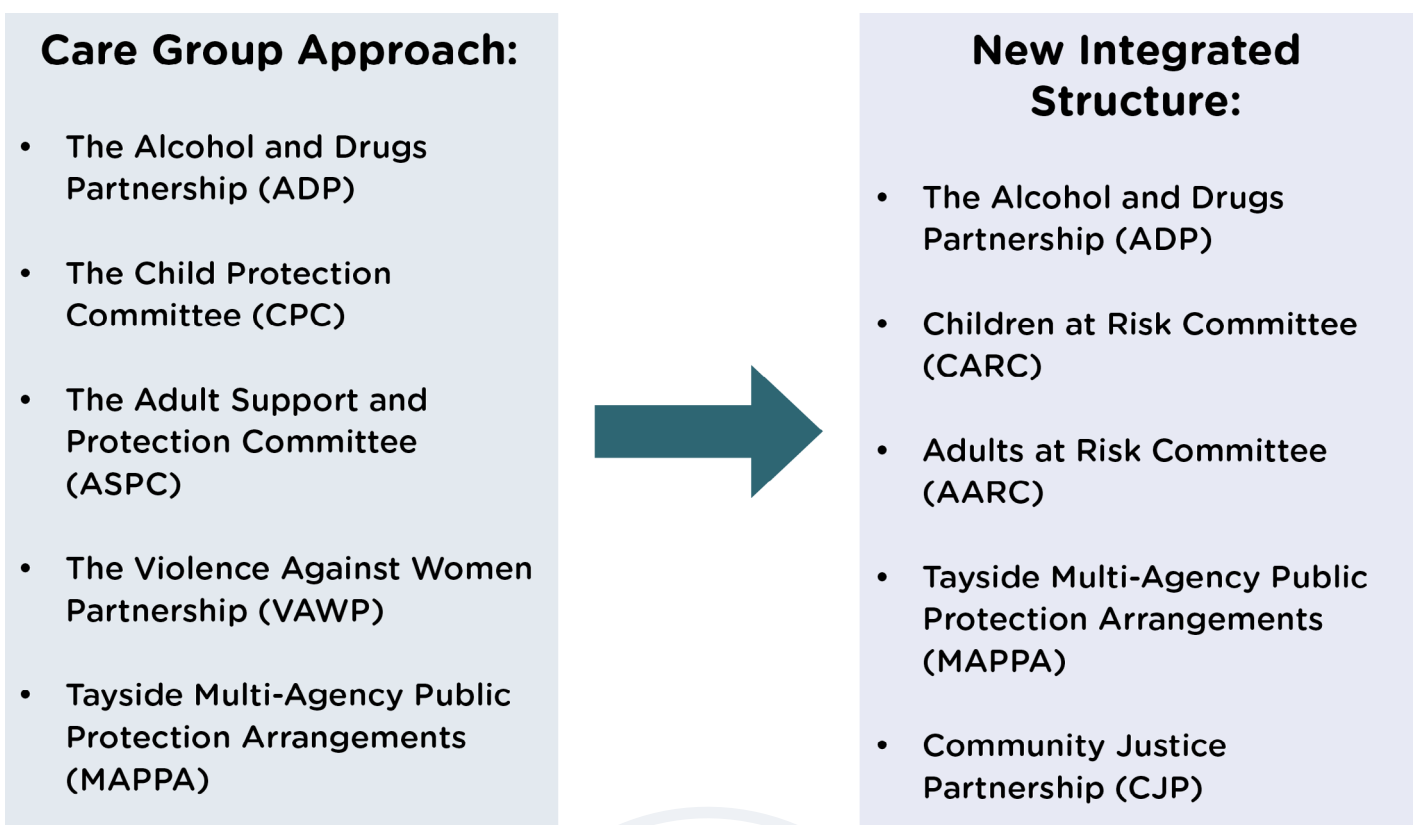 Care Group Approach:
• The Alcohol and Drugs
Partnership (ADP)
• The Child Protection
Committee (CPC)
• The Adult Support and
Protection Committee
(ASPC)
• The Violence Against Women
Partnership (VAWP)
• Tayside Multi-Agency Public
Protection Arrangements
(MAPPA)
New Integrated
Structure:
• The Alcohol and Drugs
Partnership (ADP)
• Children at Risk Committee
(CARC)
• Adults at Risk Committee
(AARC)
• Tayside Multi-Agency Public
Protection Arrangements
(MAPPA)
• Community Justice
Partnership (CJP)